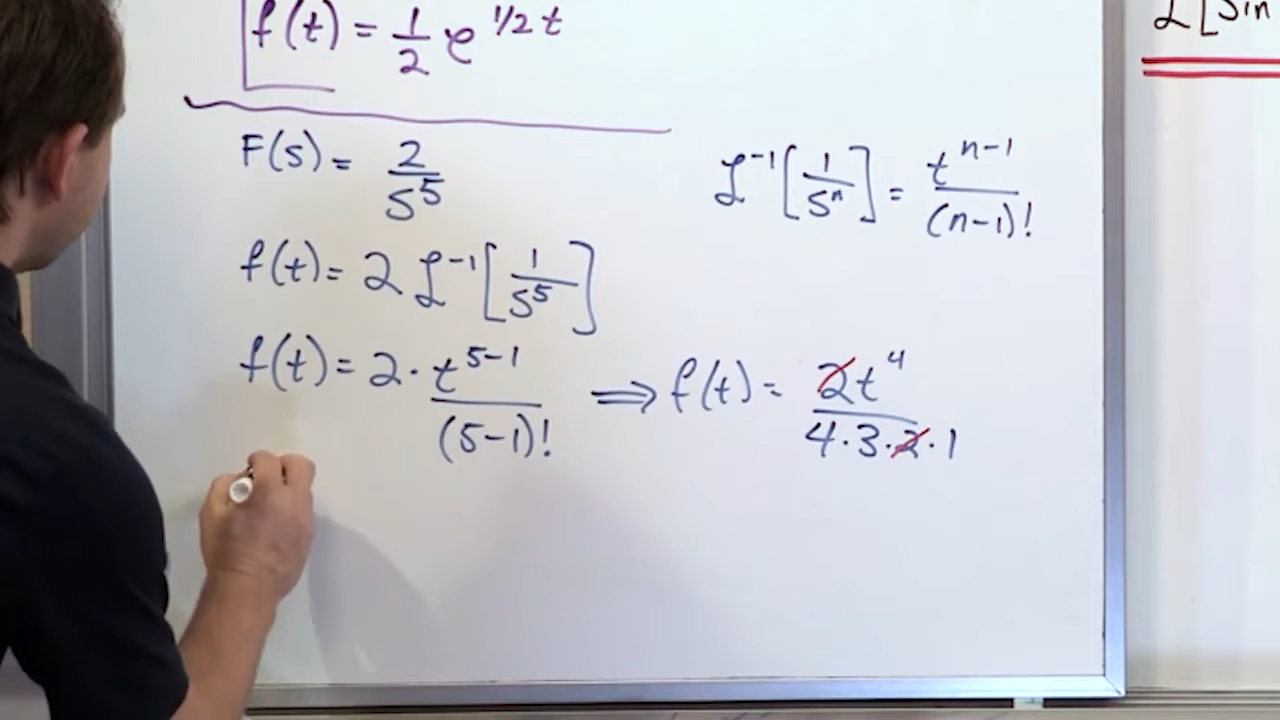 f(t) = 1/2 e^{1/2 t}
F(s) = 2/s^5
ℒ^{-1}[1/s^n] = t^{n-1}/(n-1)!
f(t) = 2 ℒ^{-1}[1/s^5]
f(t) = 2 · t^{5-1}/(5-1)! ⟹ f(t) = 2t^4/4·3·2·1
ℒ[Sin